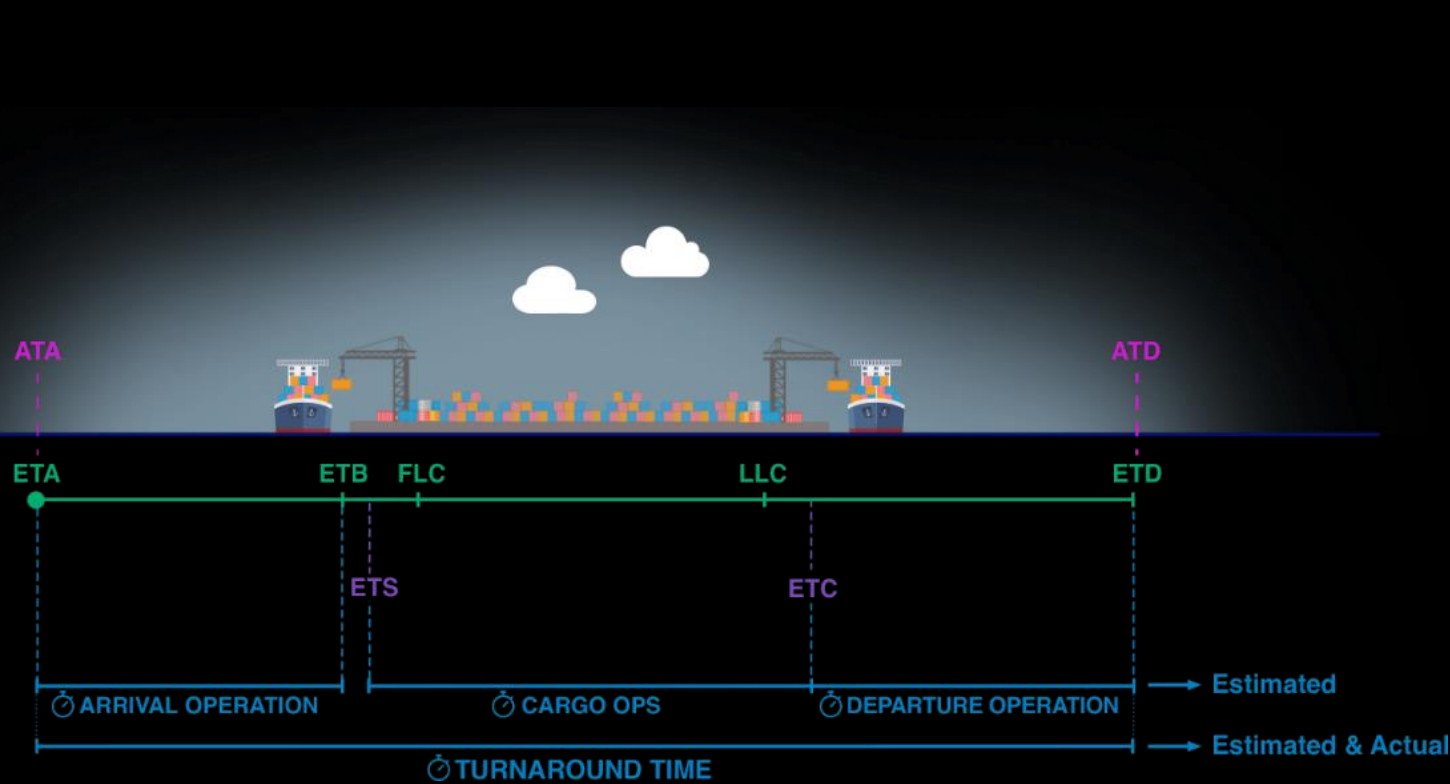 ATA ATD
ETA ETB FLC LLC ETD
ETS ETC
Estimated
ARRIVAL OPERATION CARGO OPS DEPARTURE OPERATION
Estimated & Actual
TURNAROUND TIME